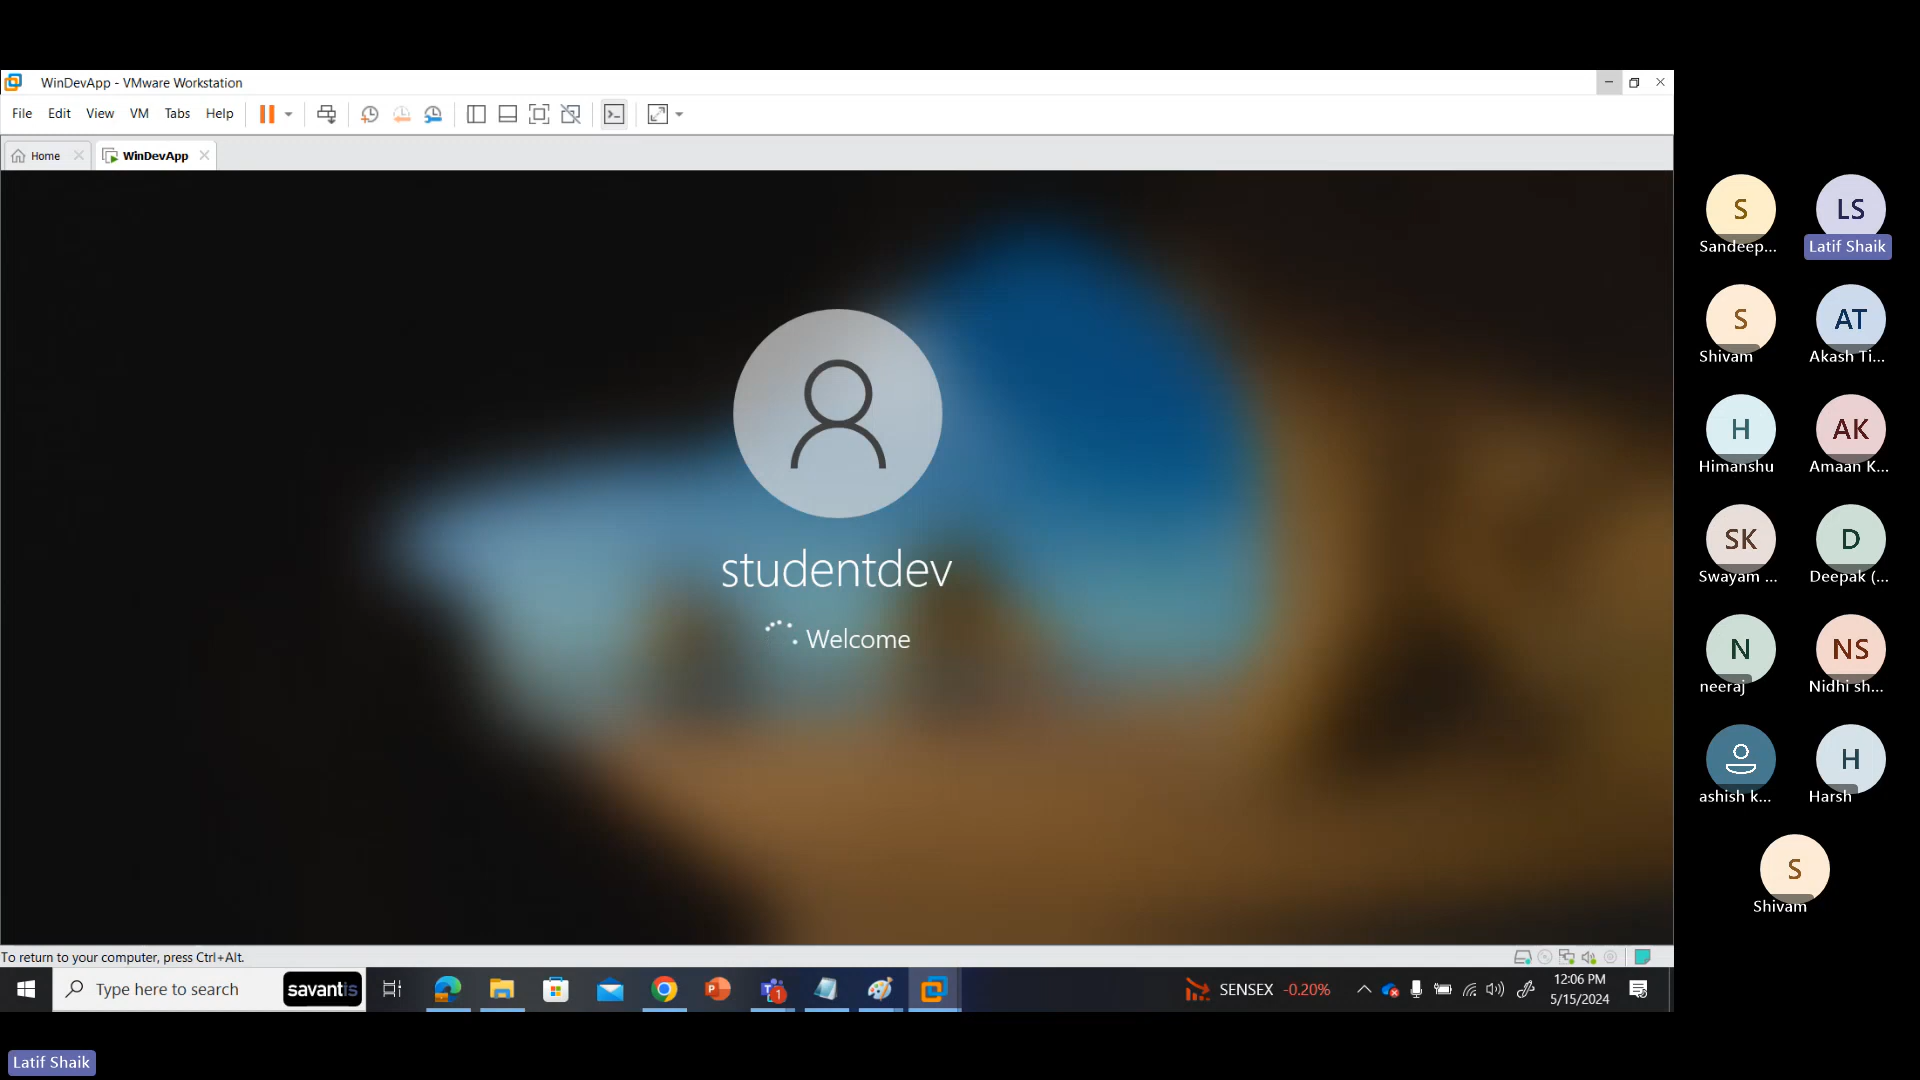 WinDevApp - VMware Workstation
File Edit View VM Tabs Help
Home WinDevApp
studentdev
Welcome
To return to your computer, press Ctrl+Alt.
Type here to search savantis
1
SENSEX -0.20%
12:06 PM
5/15/2024
S LS
Sandeep... Latif Shaik
S AT
Shivam Akash Ti...
H AK
Himanshu Amaan K...
SK D
Swayam ... Deepak (...
N NS
neeraj Nidhi sh...
H
ashish k... Harsh
S
Shivam
Latif Shaik